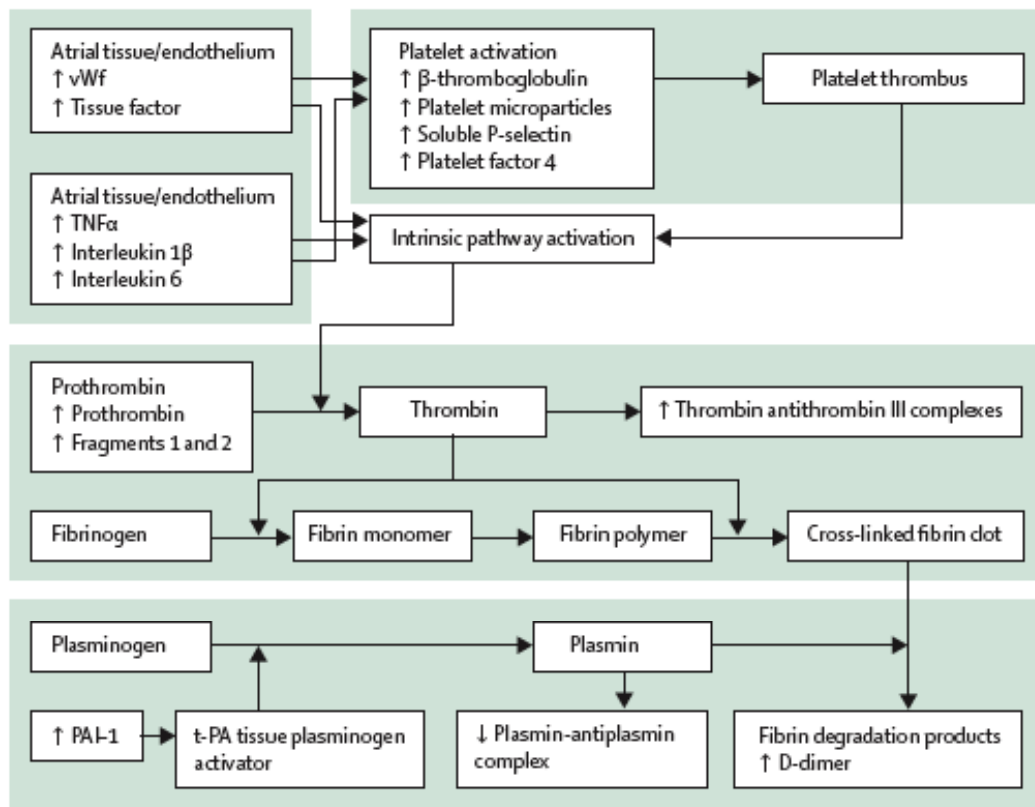 Atrial tissue/endothelium
↑ vWf
↑ Tissue factor
Platelet activation
↑ β-thromboglobulin
↑ Platelet microparticles
↑ Soluble P-selectin
↑ Platelet factor 4
Platelet thrombus
Atrial tissue/endothelium
↑ TNFα
↑ Interleukin 1β
↑ Interleukin 6
Intrinsic pathway activation
Prothrombin
↑ Prothrombin
↑ Fragments 1 and 2
Thrombin
↑ Thrombin antithrombin III complexes
Fibrinogen
Fibrin monomer
Fibrin polymer
Cross-linked fibrin clot
Plasminogen
Plasmin
↑ PAI-1
t-PA tissue plasminogen
activator
↓ Plasmin-antiplasmin
complex
Fibrin degradation products
↑ D-dimer